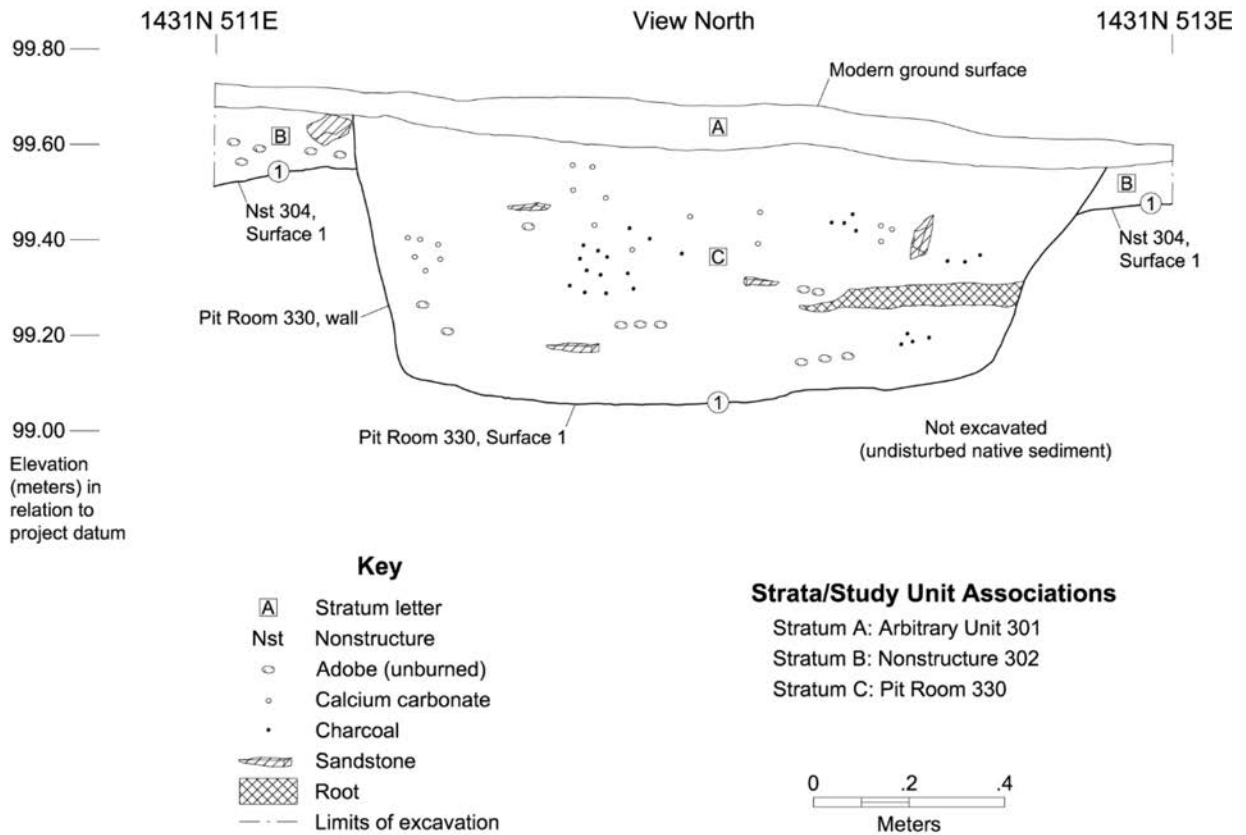 1431N 511E
View North
1431N 513E
99.80
Modern ground surface
A
99.60
B
1
B
1
Nst 304,
Surface 1
Nst 304,
Surface 1
99.40
C
Pit Room 330, wall
99.20
1
99.00
Pit Room 330, Surface 1
Not excavated
(undisturbed native sediment)
Elevation
(meters) in
relation to
project datum
Key
A Stratum letter
Nst Nonstructure
Adobe (unburned)
Calcium carbonate
Charcoal
Sandstone
Root
Limits of excavation
Strata/Study Unit Associations
Stratum A: Arbitrary Unit 301
Stratum B: Nonstructure 302
Stratum C: Pit Room 330
0 .2 .4
Meters